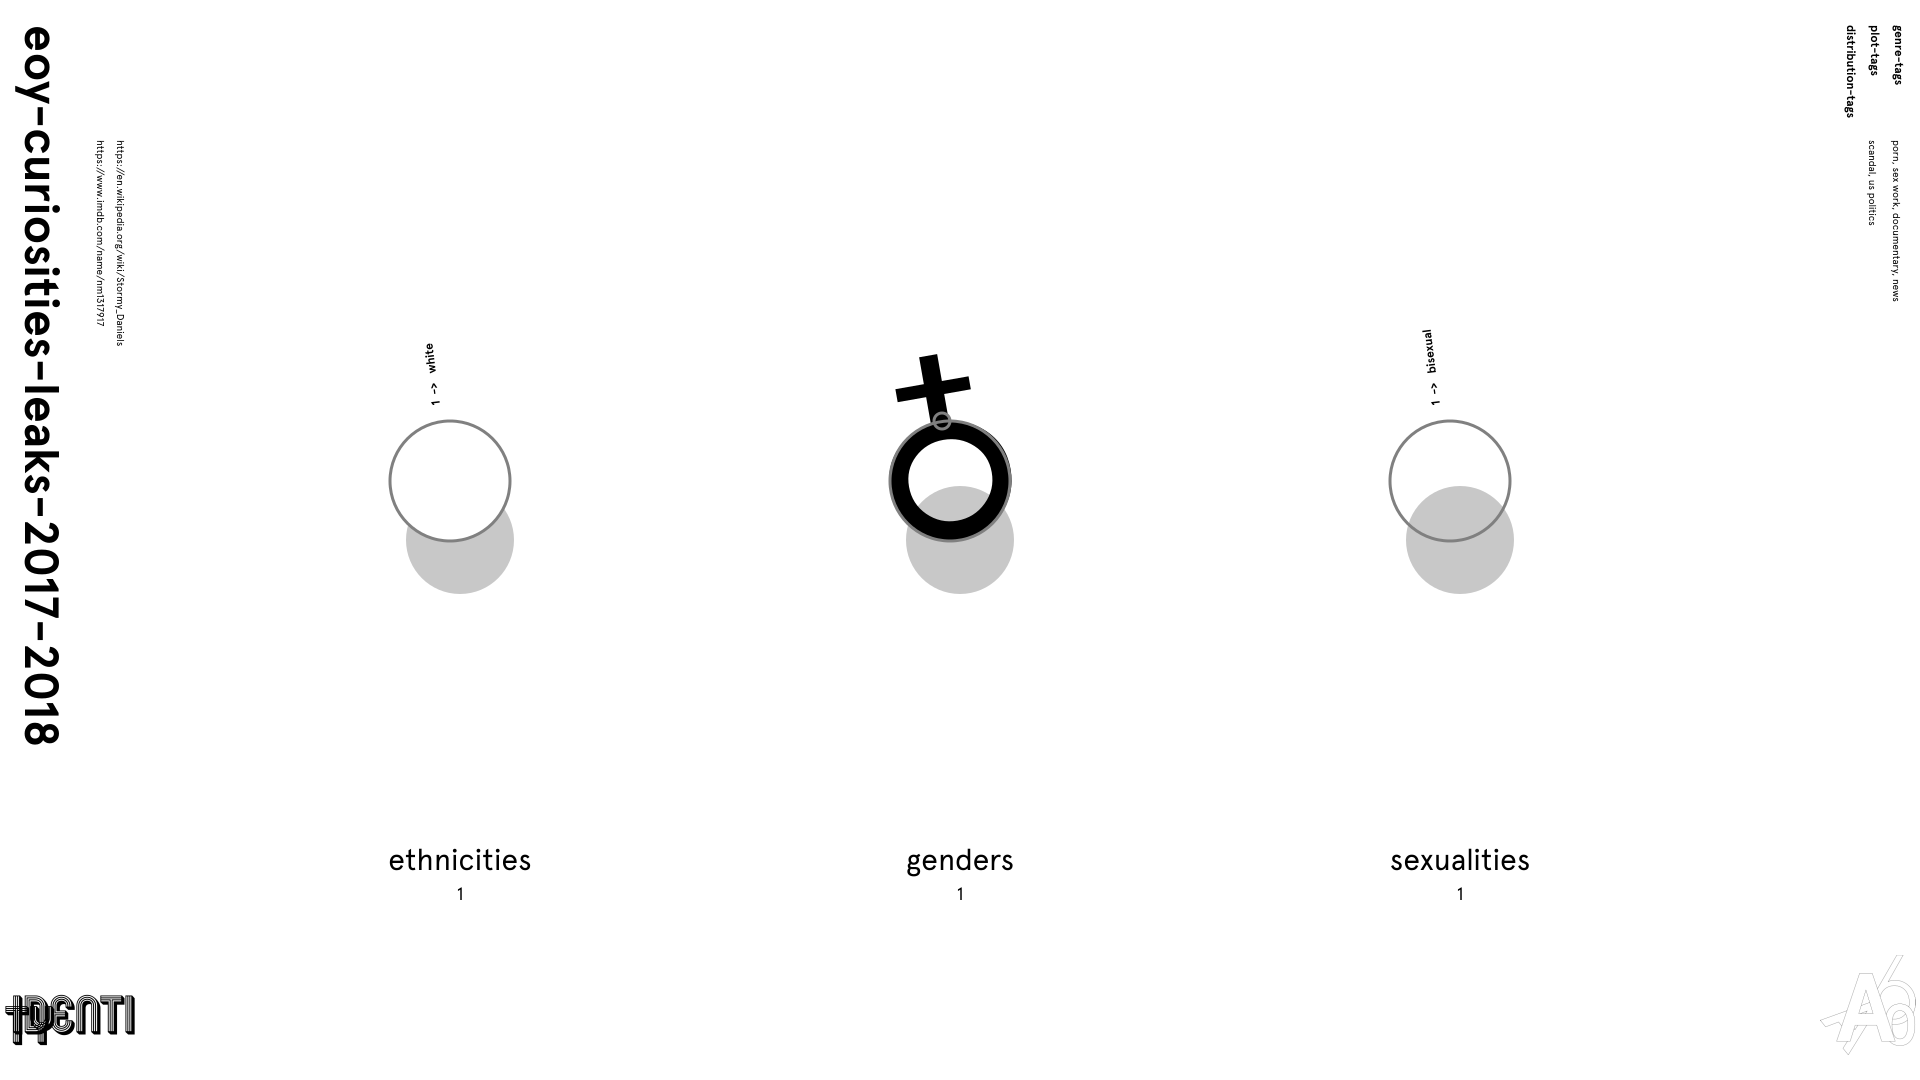 eoy-curiosities-leaks-2017-2018
https://en.wikipedia.org/wiki/Stormy_Daniels
https://www.imdb.com/name/nm1317917
genre-tags
porn, sex work, documentary, news
plot-tags
scandal, us politics
distribution-tags
1 -> white
1 -> bisexual
ethnicities
1
genders
1
sexualities
1
IDENTI